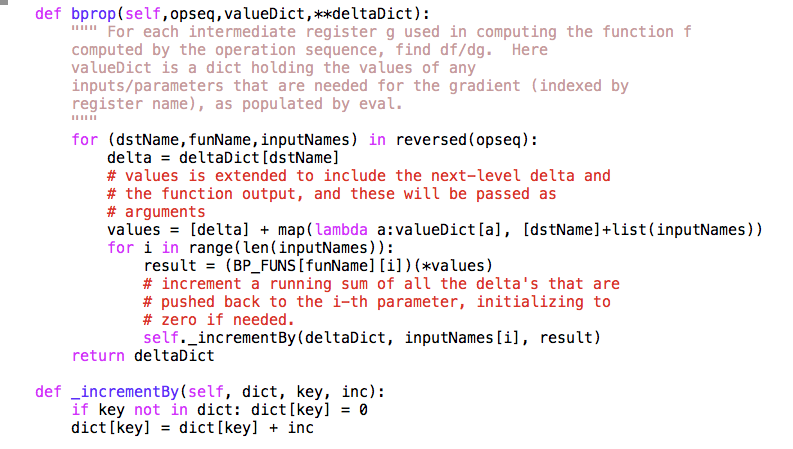 def bprop(self,opseq,valueDict,**deltaDict):
    """ For each intermediate register g used in computing the function f
    computed by the operation sequence, find df/dg.  Here
    valueDict is a dict holding the values of any
    inputs/parameters that are needed for the gradient (indexed by
    register name), as populated by eval.
    """
    for (dstName,funName,inputNames) in reversed(opseq):
        delta = deltaDict[dstName]
        # values is extended to include the next-level delta and
        # the function output, and these will be passed as
        # arguments
        values = [delta] + map(lambda a:valueDict[a], [dstName]+list(inputNames))
        for i in range(len(inputNames)):
            result = (BP_FUNS[funName][i])(*values)
            # increment a running sum of all the delta's that are
            # pushed back to the i-th parameter, initializing to
            # zero if needed.
            self._incrementBy(deltaDict, inputNames[i], result)
    return deltaDict

def _incrementBy(self, dict, key, inc):
    if key not in dict: dict[key] = 0
    dict[key] = dict[key] + inc